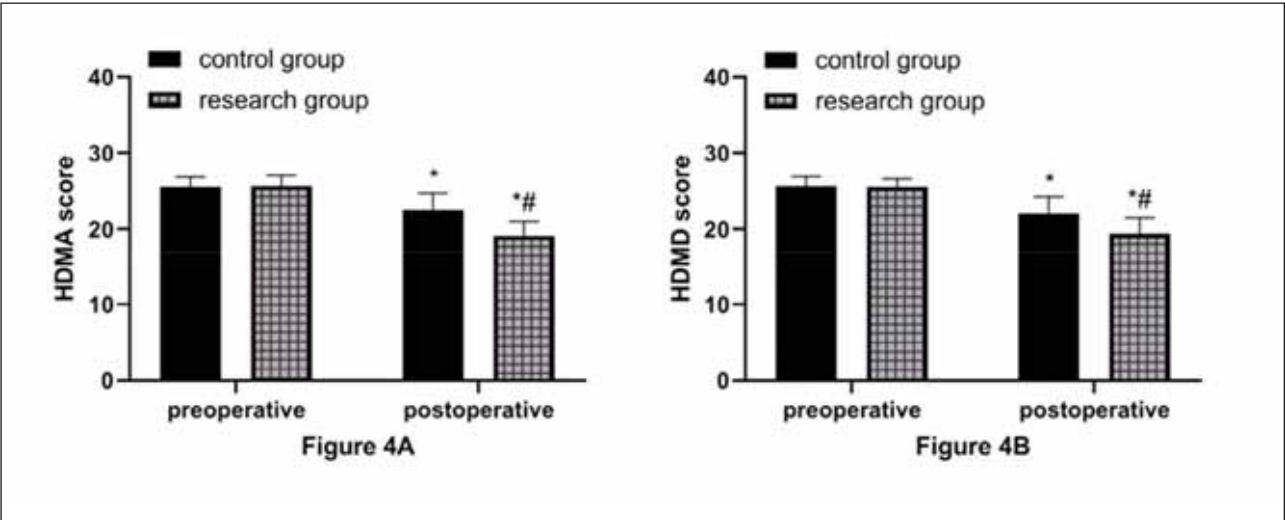 control group
research group
40
30
20
10
0
HDMA score
*
*#
preoperative
postoperative
Figure 4A
control group
research group
40
30
20
10
0
HDMD score
*
*#
preoperative
postoperative
Figure 4B